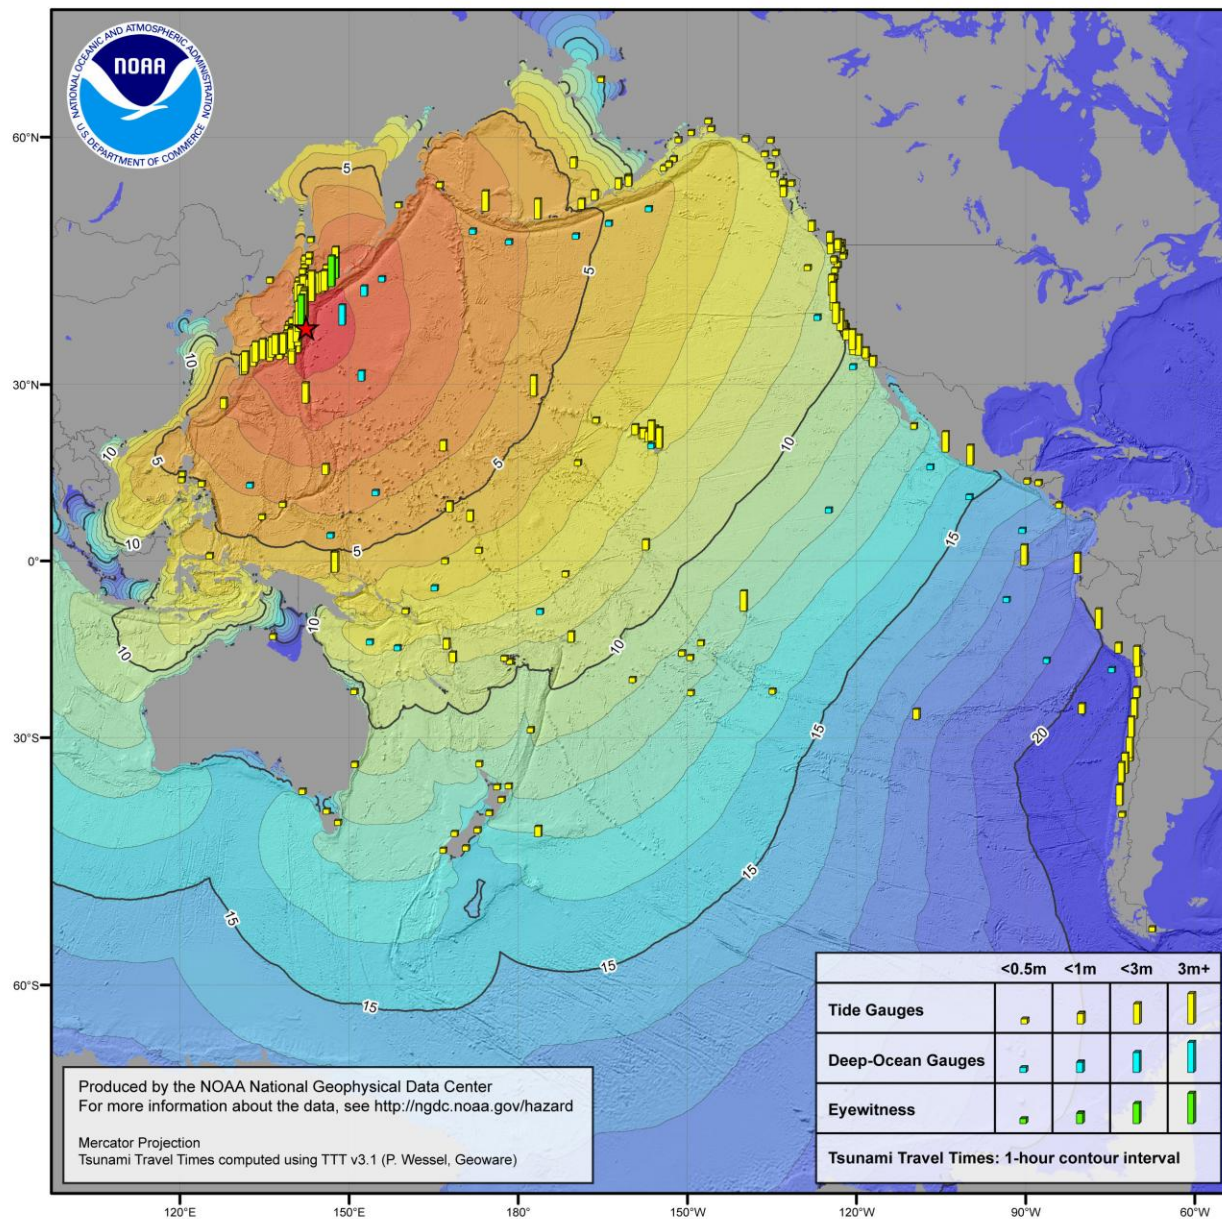 NATIONAL OCEANIC AND ATMOSPHERIC ADMINISTRATION
NOAA
U.S. DEPARTMENT OF COMMERCE
60°N
30°N
0°
30°S
60°S
5
5
5
5
5
10
10
10
10
10
10
10
15
15
15
15
15
15
20
<0.5m <1m <3m 3m+
Tide Gauges
Deep-Ocean Gauges
Eyewitness
Tsunami Travel Times: 1-hour contour interval
Produced by the NOAA National Geophysical Data Center
For more information about the data, see http://ngdc.noaa.gov/hazard
Mercator Projection
Tsunami Travel Times computed using TTT v3.1 (P. Wessel, Geoware)
120°E 150°E 180° 150°W 120°W 90°W 60°W